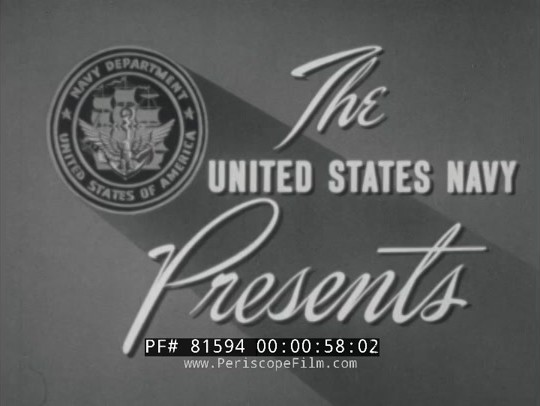 NAVY DEPARTMENT
UNITED STATES OF AMERICA
The
UNITED STATES NAVY
Presents
PF# 81594 00:00:58:02
www.PeriscopeFilm.com